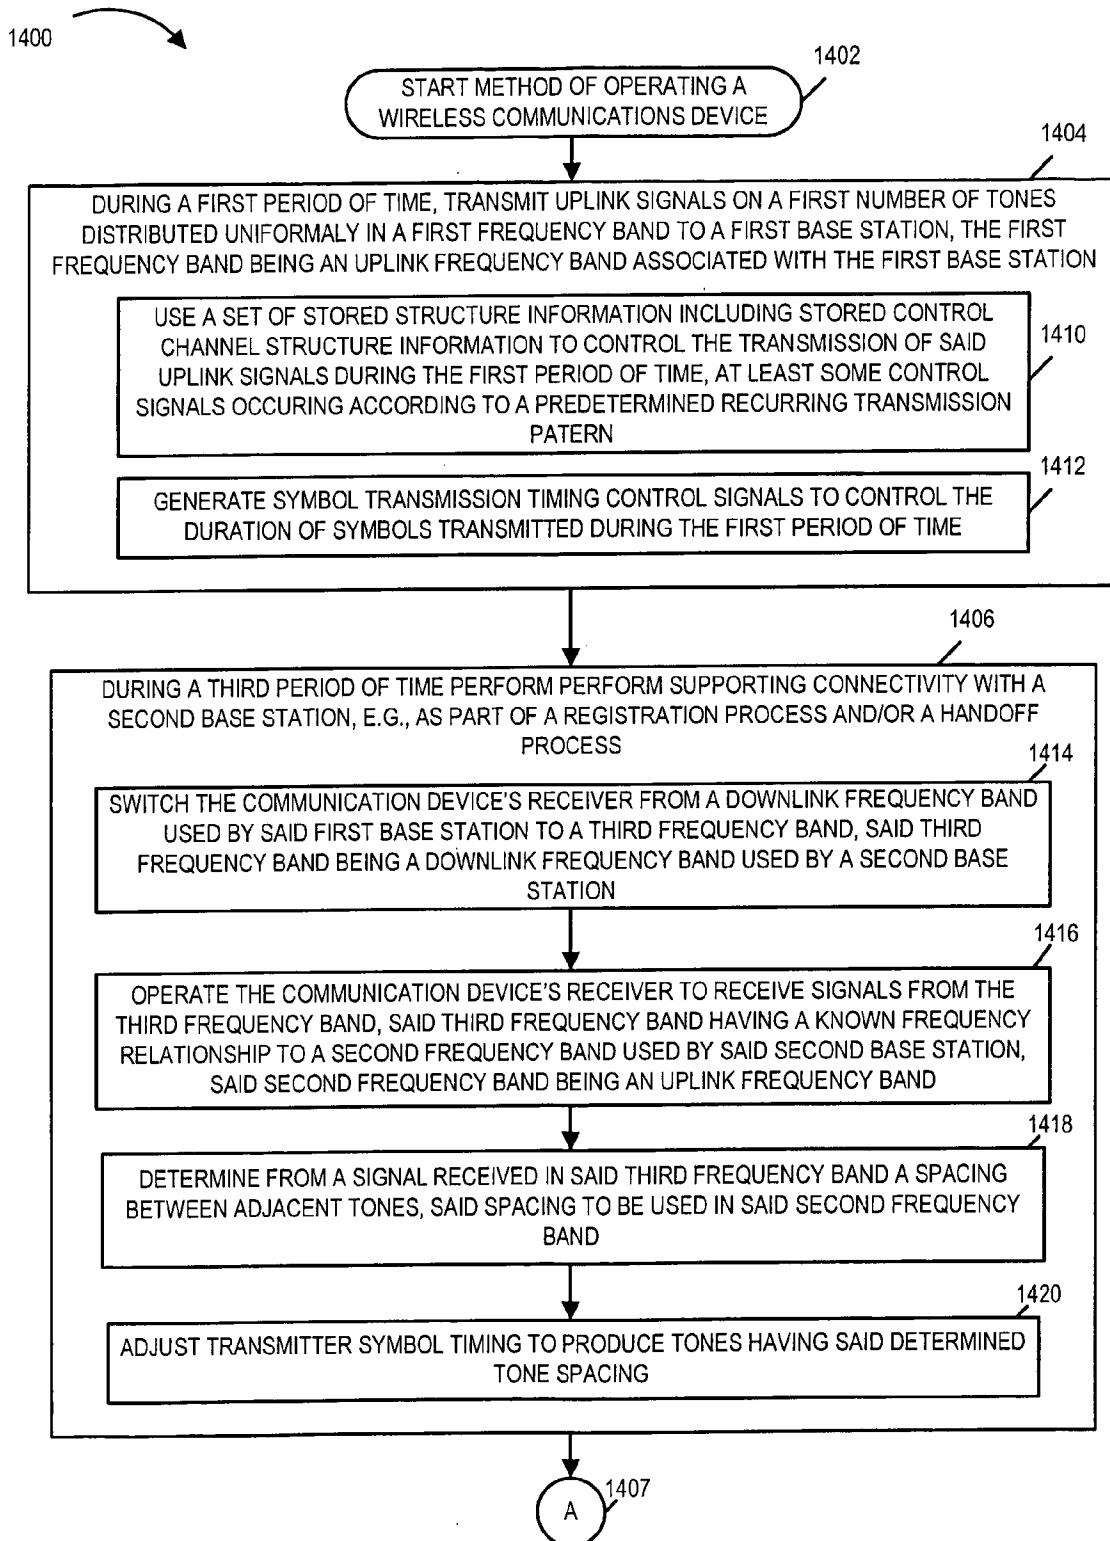 1400
1402
START METHOD OF OPERATING A
WIRELESS COMMUNICATIONS DEVICE
1404
DURING A FIRST PERIOD OF TIME, TRANSMIT UPLINK SIGNALS ON A FIRST NUMBER OF TONES
DISTRIBUTED UNIFORMALY IN A FIRST FREQUENCY BAND TO A FIRST BASE STATION, THE FIRST
FREQUENCY BAND BEING AN UPLINK FREQUENCY BAND ASSOCIATED WITH THE FIRST BASE STATION
1410
USE A SET OF STORED STRUCTURE INFORMATION INCLUDING STORED CONTROL
CHANNEL STRUCTURE INFORMATION TO CONTROL THE TRANSMISSION OF SAID
UPLINK SIGNALS DURING THE FIRST PERIOD OF TIME, AT LEAST SOME CONTROL
SIGNALS OCCURING ACCORDING TO A PREDETERMINED RECURRING TRANSMISSION
PATERN
1412
GENERATE SYMBOL TRANSMISSION TIMING CONTROL SIGNALS TO CONTROL THE
DURATION OF SYMBOLS TRANSMITTED DURING THE FIRST PERIOD OF TIME
1406
DURING A THIRD PERIOD OF TIME PERFORM PERFORM SUPPORTING CONNECTIVITY WITH A
SECOND BASE STATION, E.G., AS PART OF A REGISTRATION PROCESS AND/OR A HANDOFF
PROCESS
1414
SWITCH THE COMMUNICATION DEVICE'S RECEIVER FROM A DOWNLINK FREQUENCY BAND
USED BY SAID FIRST BASE STATION TO A THIRD FREQUENCY BAND, SAID THIRD
FREQUENCY BAND BEING A DOWNLINK FREQUENCY BAND USED BY A SECOND BASE
STATION
1416
OPERATE THE COMMUNICATION DEVICE'S RECEIVER TO RECEIVE SIGNALS FROM THE
THIRD FREQUENCY BAND, SAID THIRD FREQUENCY BAND HAVING A KNOWN FREQUENCY
RELATIONSHIP TO A SECOND FREQUENCY BAND USED BY SAID SECOND BASE STATION,
SAID SECOND FREQUENCY BAND BEING AN UPLINK FREQUENCY BAND
1418
DETERMINE FROM A SIGNAL RECEIVED IN SAID THIRD FREQUENCY BAND A SPACING
BETWEEN ADJACENT TONES, SAID SPACING TO BE USED IN SAID SECOND FREQUENCY
BAND
1420
ADJUST TRANSMITTER SYMBOL TIMING TO PRODUCE TONES HAVING SAID DETERMINED
TONE SPACING
1407
A